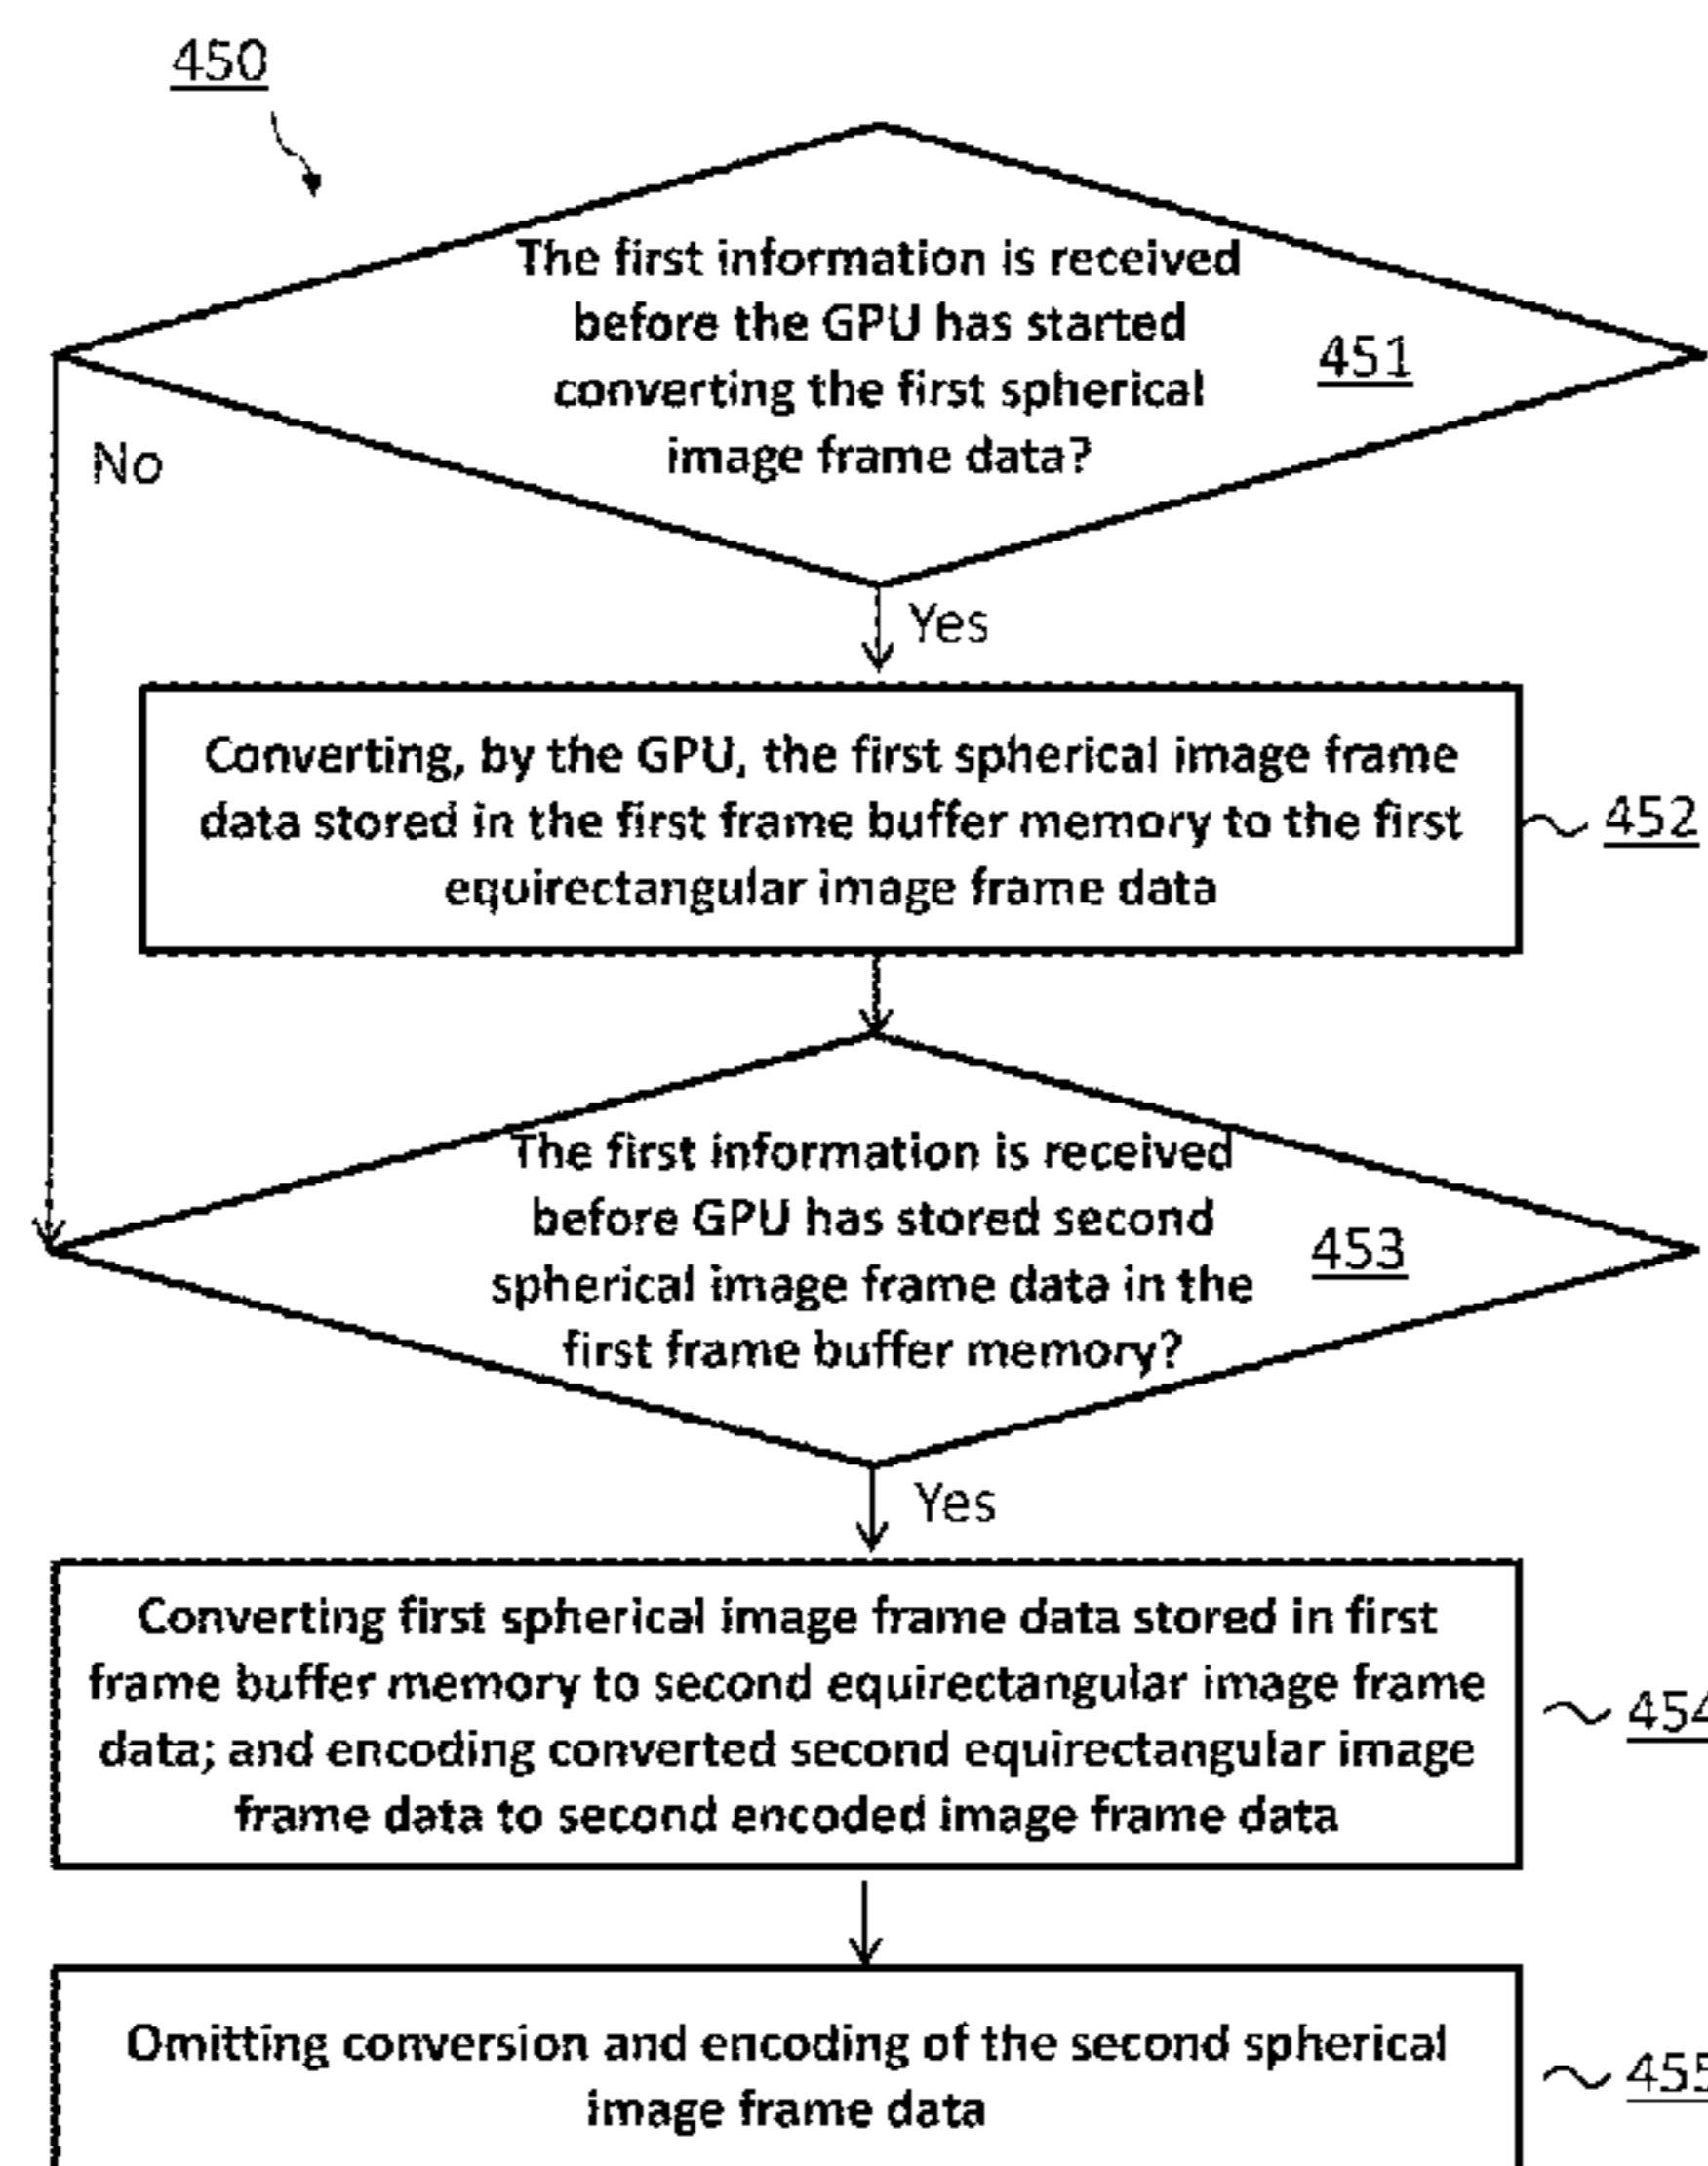 450
The first information is received
before the GPU has started
converting the first spherical
image frame data?
451
No
Yes
Converting, by the GPU, the first spherical image frame
data stored in the first frame buffer memory to the first
equirectangular image frame data
452
The first information is received
before GPU has stored second
spherical image frame data in the
first frame buffer memory?
453
Yes
Converting first spherical image frame data stored in first
frame buffer memory to second equirectangular image frame
data; and encoding converted second equirectangular image
frame data to second encoded image frame data
454
Omitting conversion and encoding of the second spherical
image frame data
455